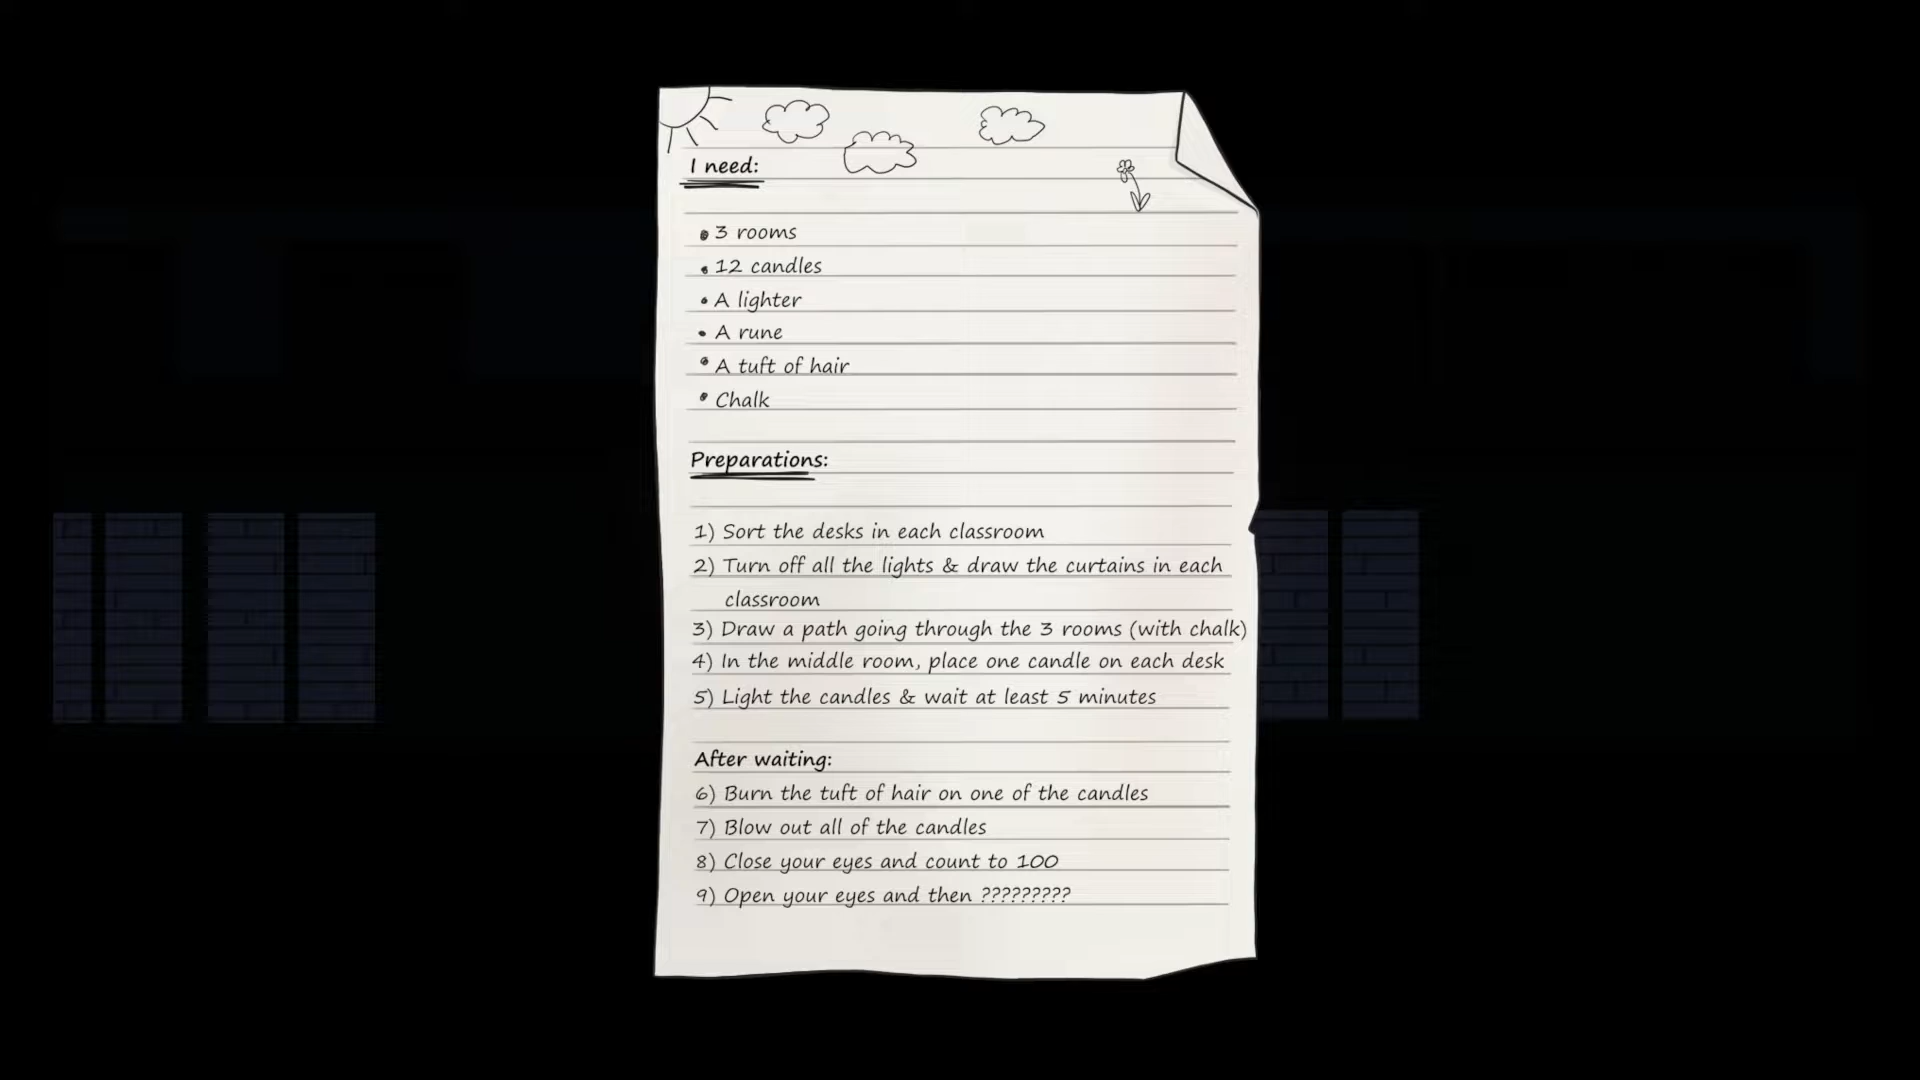 I need:
• 3 rooms
• 12 candles
• A lighter
• A rune
• A tuft of hair
• Chalk
Preparations:
1) Sort the desks in each classroom
2) Turn off all the lights & draw the curtains in each
classroom
3) Draw a path going through the 3 rooms (with chalk)
4) In the middle room, place one candle on each desk
5) Light the candles & wait at least 5 minutes
After waiting:
6) Burn the tuft of hair on one of the candles
7) Blow out all of the candles
8) Close your eyes and count to 100
9) Open your eyes and then ?????????